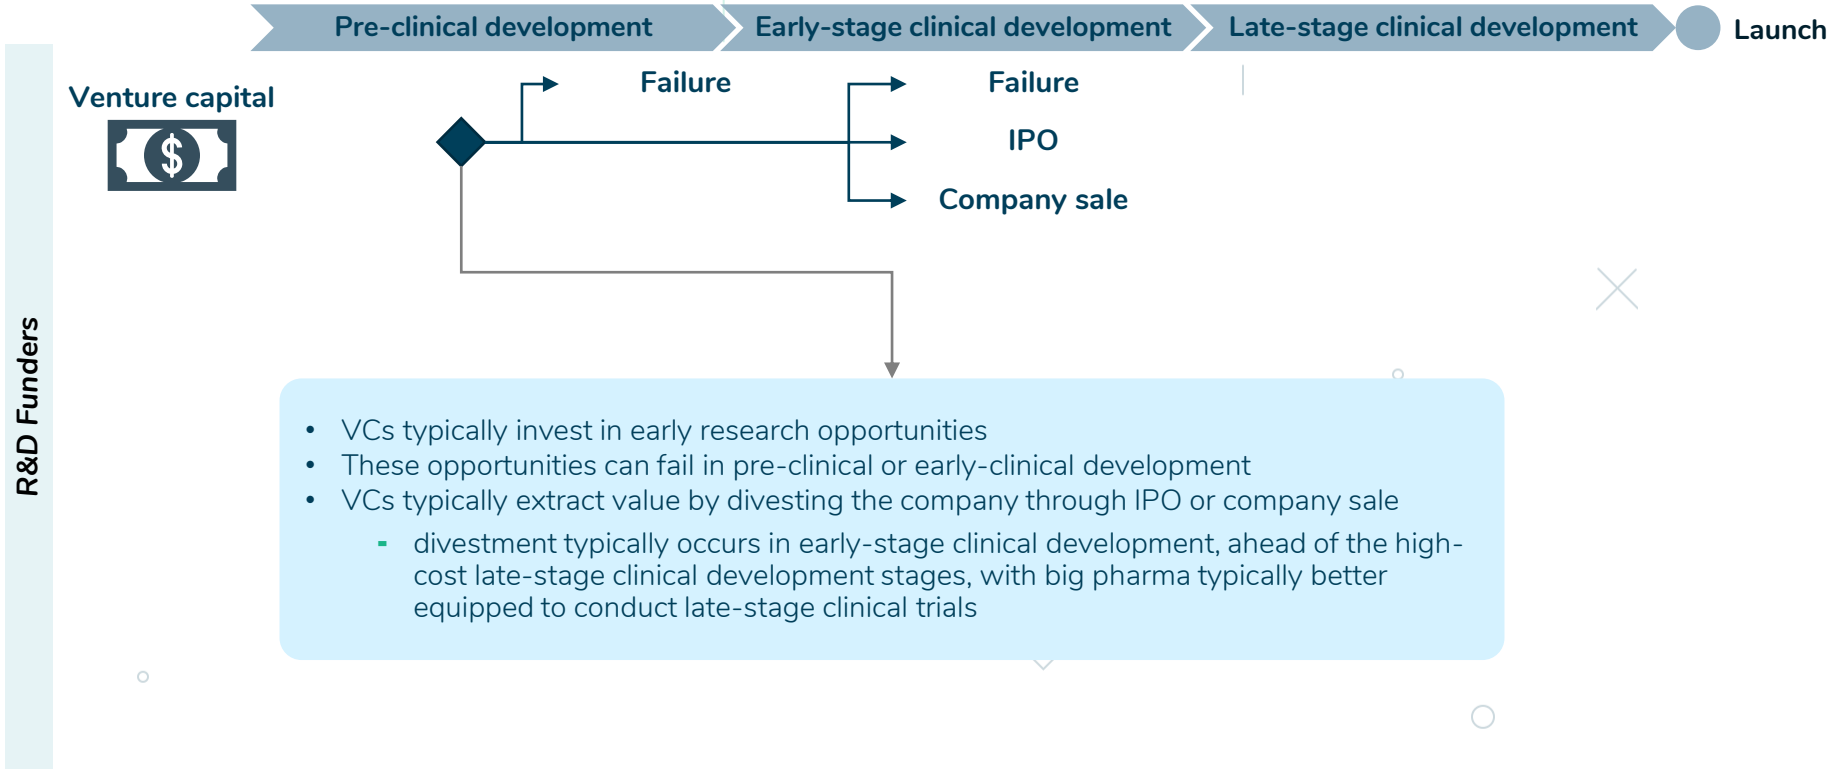 Pre-clinical development
Early-stage clinical development
Late-stage clinical development
Launch
R&D Funders
Venture capital
$
Failure
Failure
IPO
Company sale
• VCs typically invest in early research opportunities
• These opportunities can fail in pre-clinical or early-clinical development
• VCs typically extract value by divesting the company through IPO or company sale
- divestment typically occurs in early-stage clinical development, ahead of the high-
cost late-stage clinical development stages, with big pharma typically better
equipped to conduct late-stage clinical trials